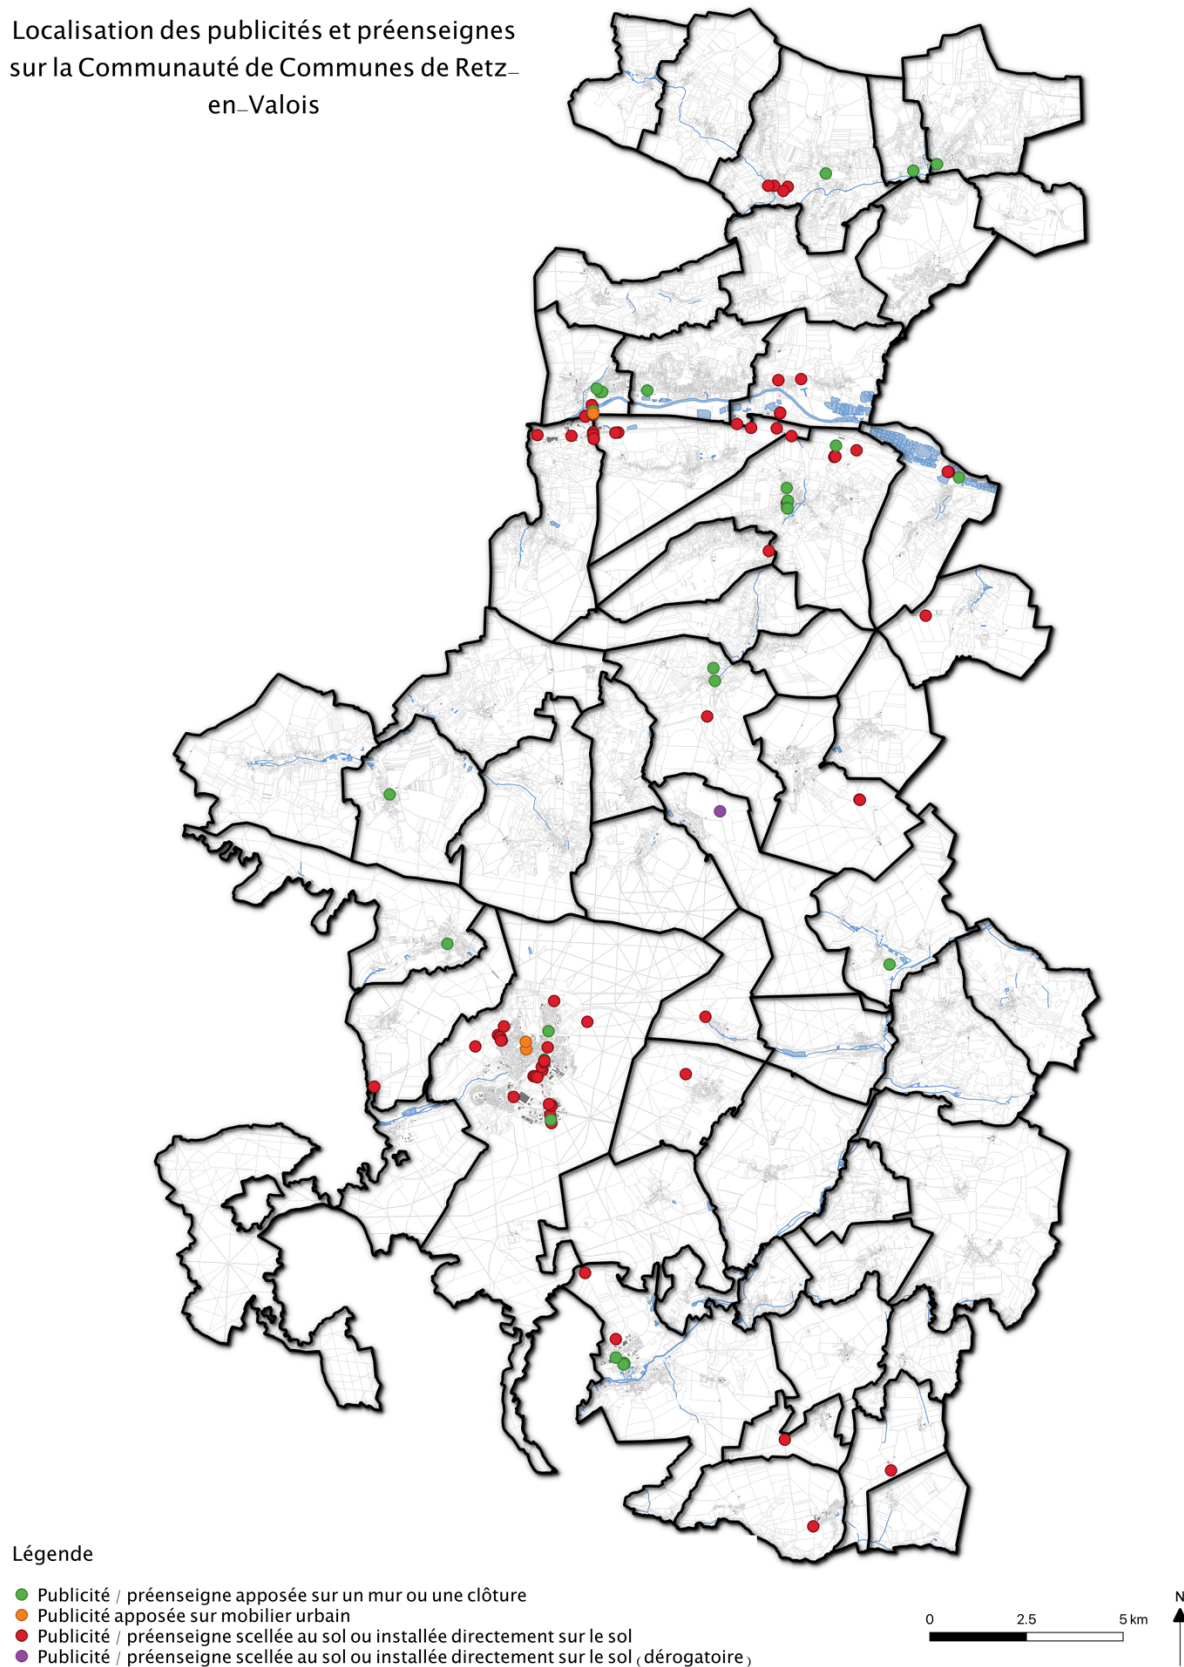 Localisation des publicités et préenseignes
sur la Communauté de Communes de Retz-
en-Valois
Légende
Publicité / préenseigne apposée sur un mur ou une clôture
Publicité apposée sur mobilier urbain
Publicité / préenseigne scellée au sol ou installée directement sur le sol
Publicité / préenseigne scellée au sol ou installée directement sur le sol (dérogatoire)
0 2.5 5 km
N